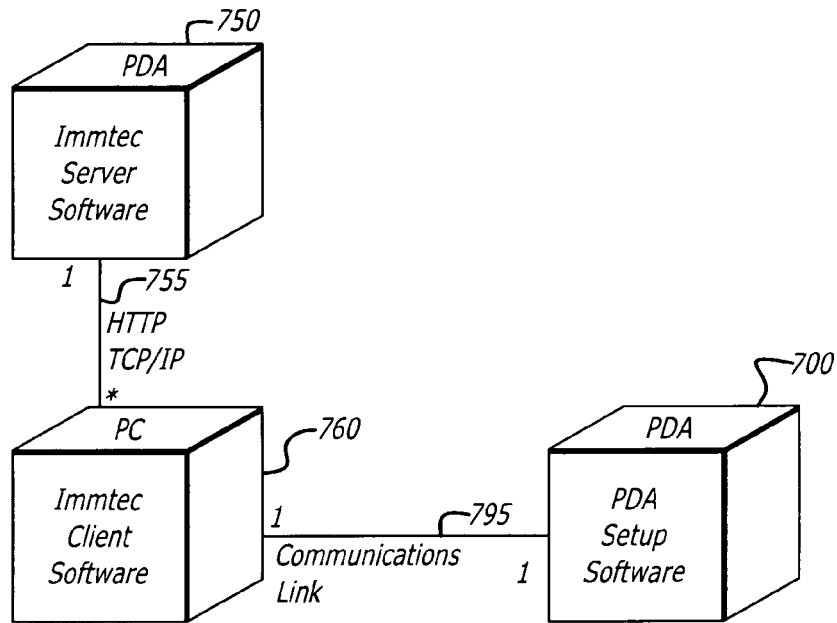 750
PDA
Immtec
Server
Software
1
755
HTTP
TCP/IP
*
700
PC
760
PDA
Immtec
Client
Software
1
795
Communications
Link
1
PDA
Setup
Software